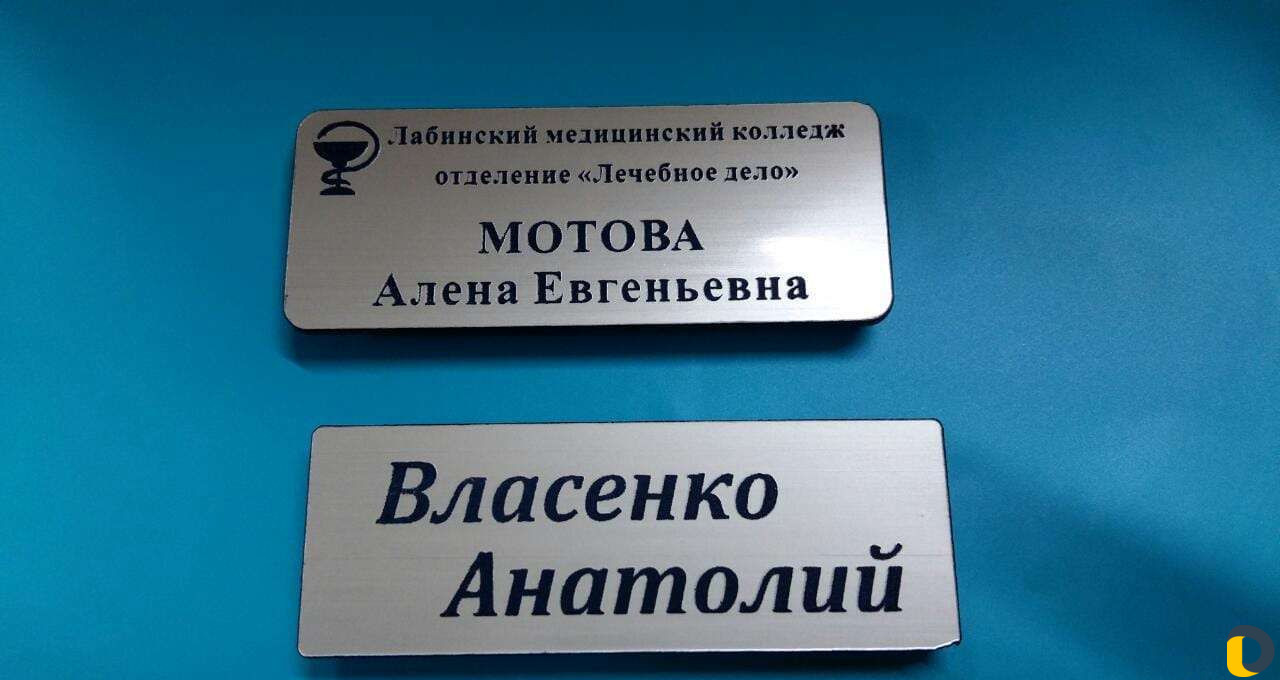 Лабинский медицинский колледж
отделение «Лечебное дело»
МОТОВА
Алена Евгеньевна
Власенко
Анатолий